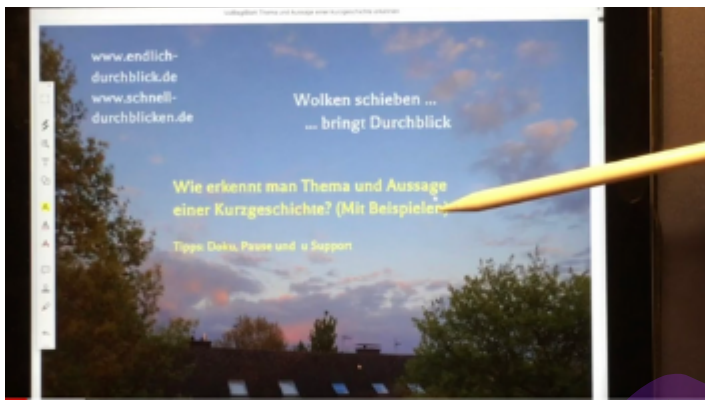 www.endlich-
durchblick.de
www.schnell-
durchblicken.de
Wolken schieben ...
.... bringt Durchblick
Wie erkennt man Thema und Aussage
einer Kurzgeschichte? (Mit Beispielen)
Tipps: Doku, Pause und u Support